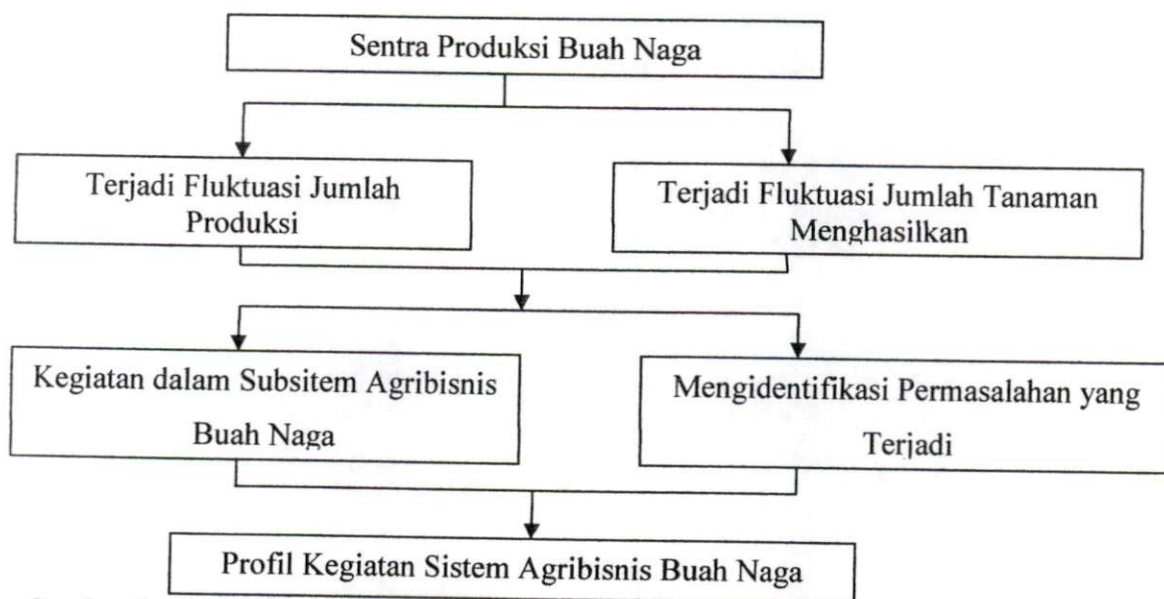 Sentra Produksi Buah Naga
Terjadi Fluktuasi Jumlah
Produksi
Terjadi Fluktuasi Jumlah Tanaman
Menghasilkan
Kegiatan dalam Subsitem Agribisnis
Buah Naga
Mengidentifikasi Permasalahan yang
Terjadi
Profil Kegiatan Sistem Agribisnis Buah Naga